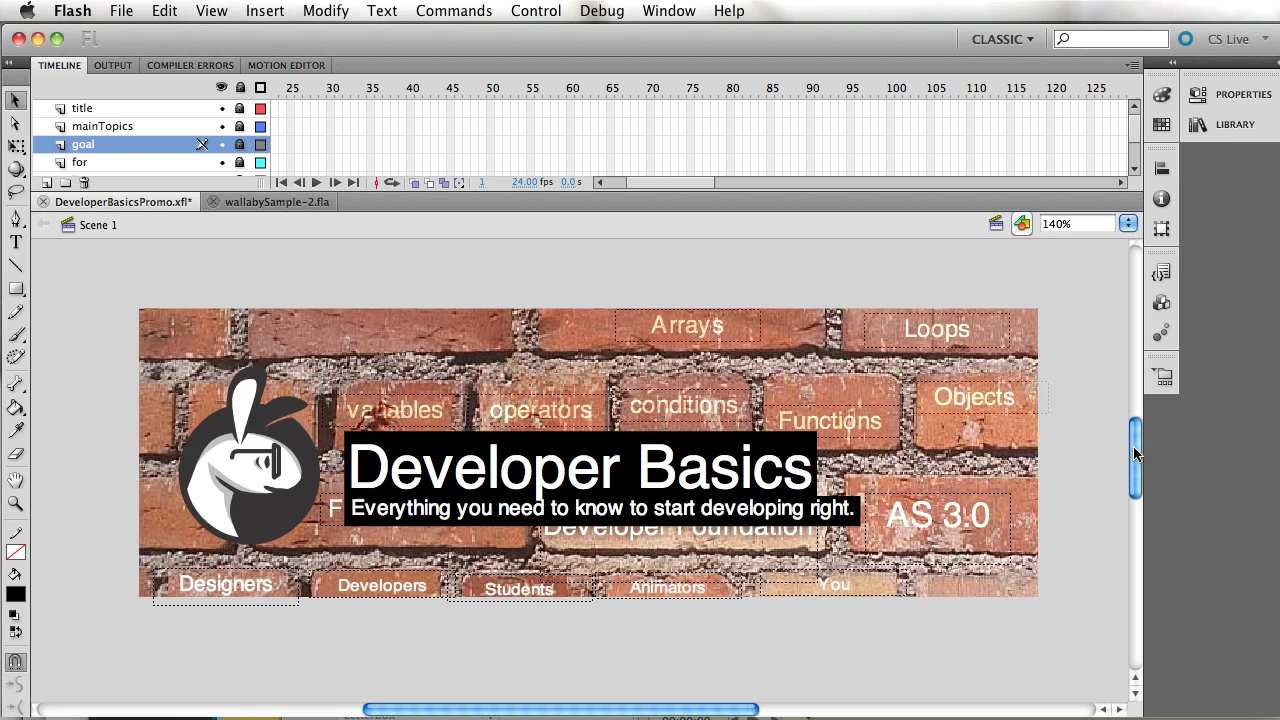 Flash File Edit View Insert Modify Text Commands Control Debug Window Help
Fl CLASSIC CS Live
TIMELINE OUTPUT COMPILER ERRORS MOTION EDITOR
25 30 35 40 45 50 55 60 65 70 75 80 85 90 95 100 105 110 115 120 125
title
mainTopics
goal
for
1 24.00 fps 0.0 s
PROPERTIES
LIBRARY
DeveloperBasicsPromo.xfl* wallabySample-2.fla
Scene 1 140%
Arrays Loops
variables operators conditions Functions Objects
Developer Basics
Everything you need to know to start developing right.
F Developer Foundation AS 3.0
Designers Developers Students Animators You